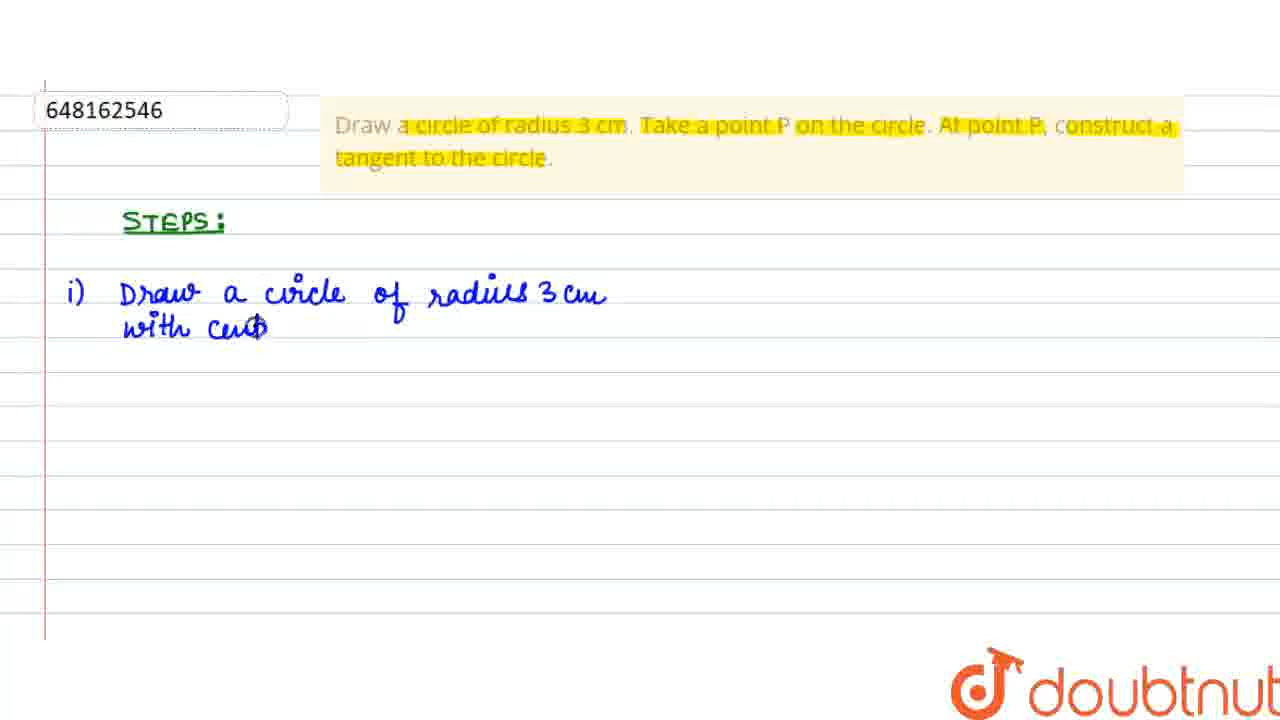 648162546
Draw a circle of radius 3 cm. Take a point P on the circle. At point P, construct a
tangent to the circle.
STEPS:
i) Draw a circle of radius 3 cm
with
doubtnut